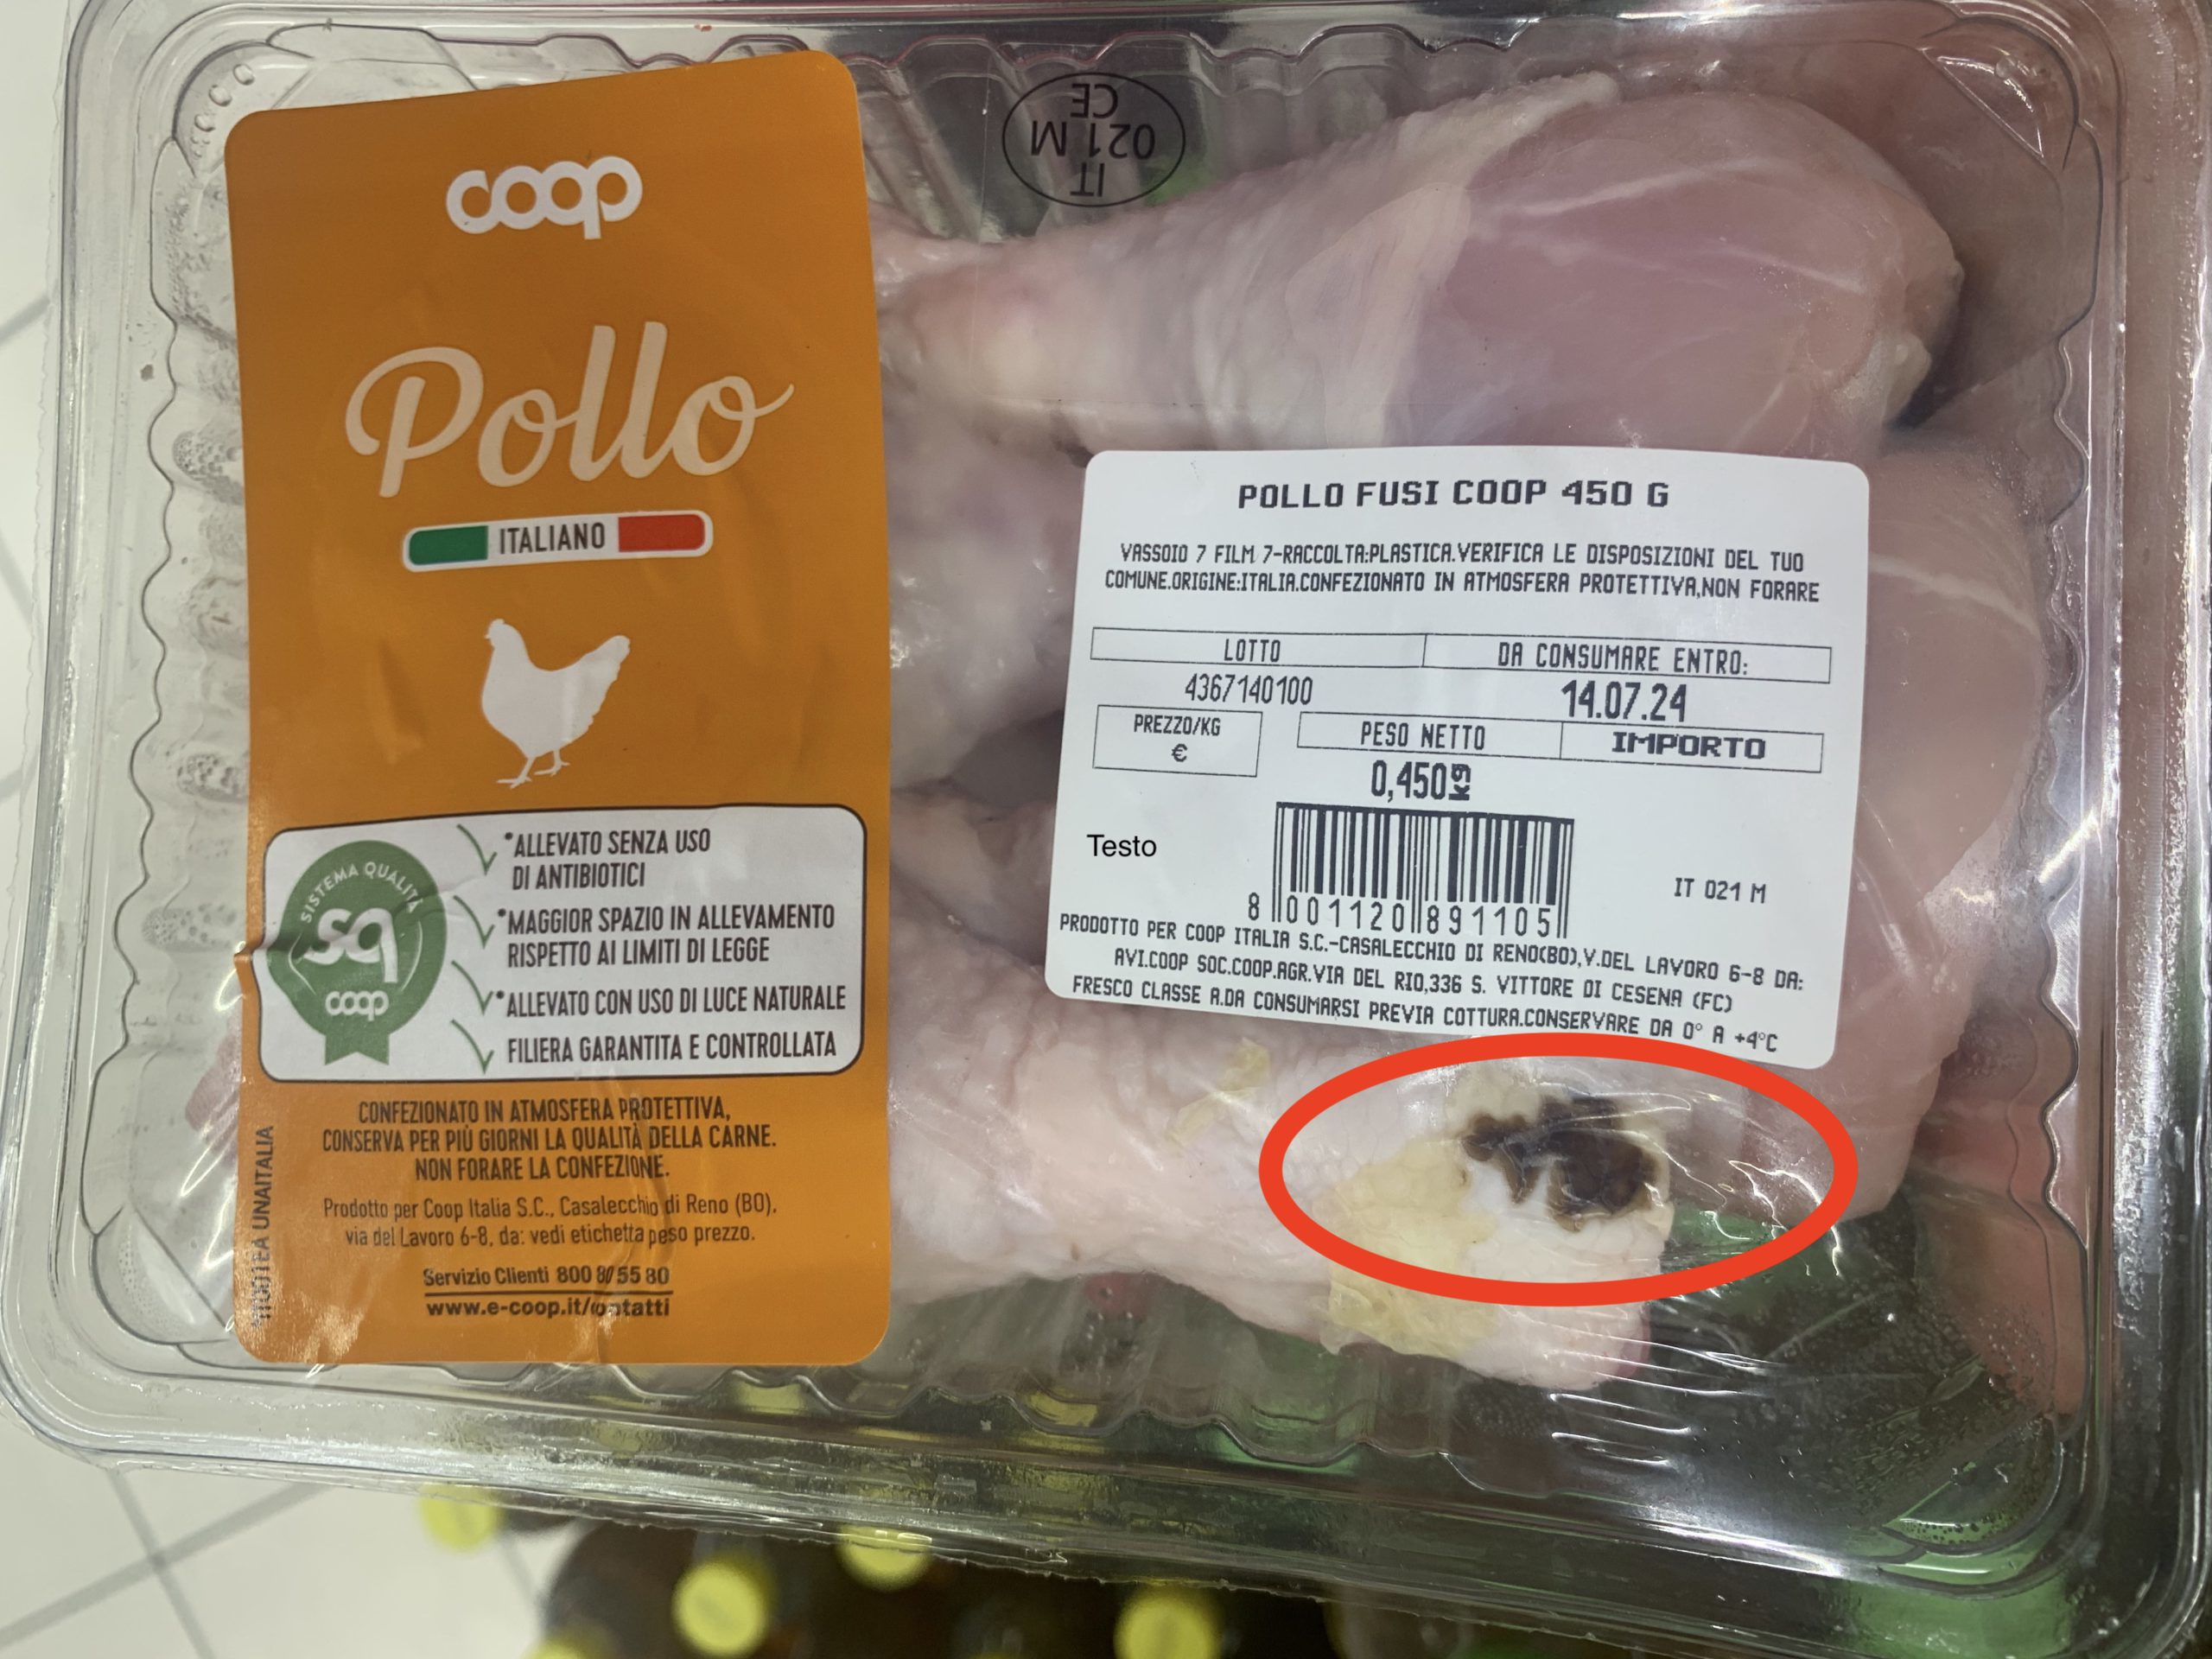 coop
Pollo
ITALIANO
SISTEMA QUALITÀ
sq
coop
*ALLEVATO SENZA USO
DI ANTIBIOTICI
*MAGGIOR SPAZIO IN ALLEVAMENTO
RISPETTO AI LIMITI DI LEGGE
*ALLEVATO CON USO DI LUCE NATURALE
FILIERA GARANTITA E CONTROLLATA
CONFEZIONATO IN ATMOSFERA PROTETTIVA,
CONSERVA PER PIÙ GIORNI LA QUALITÀ DELLA CARNE.
NON FORARE LA CONFEZIONE.
Prodotto per Coop Italia S.C., Casalecchio di Reno (BO),
via del Lavoro 6-8, da: vedi etichetta peso prezzo.
Servizio Clienti 800 80 55 80
www.e-coop.it/contatti
UNAITALIA
IT
021 M
CE
POLLO FUSI COOP 450 G
VASSOIO 7 FILM 7-RACCOLTA:PLASTICA.VERIFICA LE DISPOSIZIONI DEL TUO
COMUNE.ORIGINE:ITALIA.CONFEZIONATO IN ATMOSFERA PROTETTIVA,NON FORARE
LOTTO
DA CONSUMARE ENTRO:
4367140100
14.07.24
PREZZO/KG
€
PESO NETTO
IMPORTO
0,450kg
Testo
8 001120 891105
IT 021 M
PRODOTTO PER COOP ITALIA S.C.-CASALECCHIO DI RENO(BO),V.DEL LAVORO 6-8 DA:
AVI.COOP SOC.COOP.AGR.VIA DEL RIO,336 S. VITTORE DI CESENA (FC)
FRESCO CLASSE A.DA CONSUMARSI PREVIA COTTURA.CONSERVARE DA 0° A +4°C